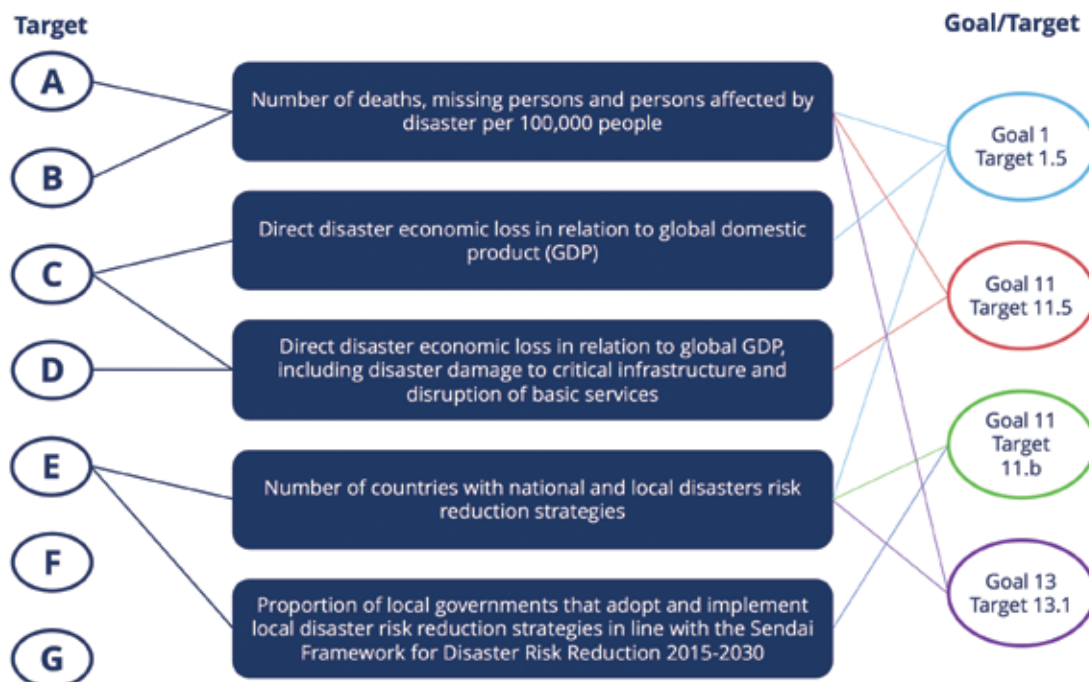 Target
Goal/Target
A
B
C
D
E
F
G
Number of deaths, missing persons and persons affected by
disaster per 100,000 people
Direct disaster economic loss in relation to global domestic
product (GDP)
Direct disaster economic loss in relation to global GDP,
including disaster damage to critical infrastructure and
disruption of basic services
Number of countries with national and local disasters risk
reduction strategies
Proportion of local governments that adopt and implement
local disaster risk reduction strategies in line with the Sendai
Framework for Disaster Risk Reduction 2015-2030
Goal 1
Target 1.5
Goal 11
Target 11.5
Goal 11
Target
11.b
Goal 13
Target 13.1